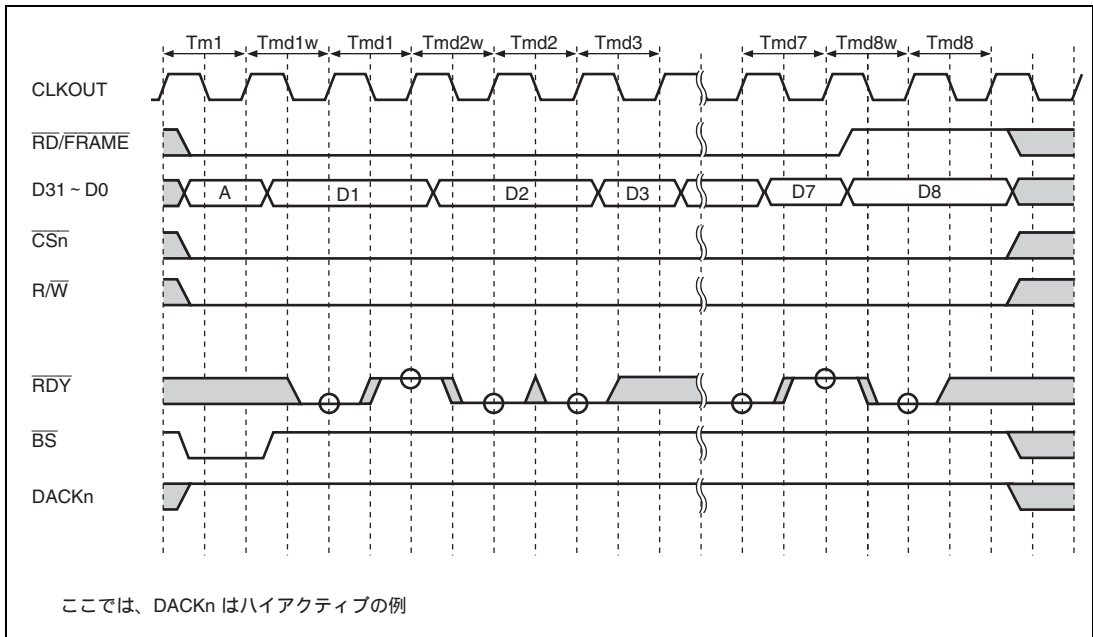 Tm1 Tmd1w Tmd1 Tmd2w Tmd2 Tmd3 Tmd7 Tmd8w Tmd8
CLKOUT
RD/FRAME
D31 ~ D0 A D1 D2 D3 D7 D8
CSn
R/W
RDY
BS
DACKn
ここでは、DACKn はハイアクティブの例